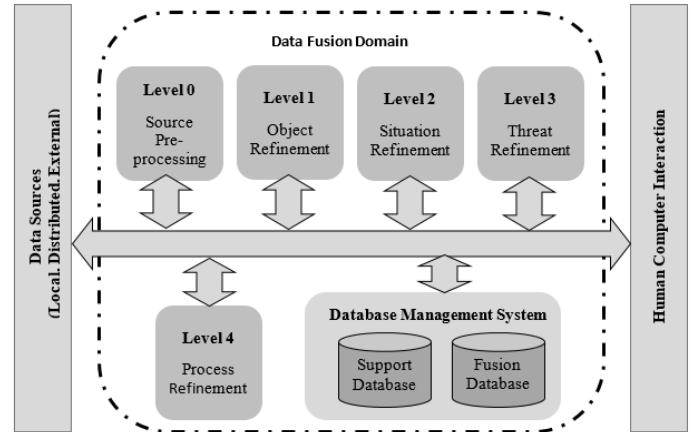 Data Sources
(Local. Distributed. External)
Data Fusion Domain
Level 0
Source
Pre-
processing
Level 1
Object
Refinement
Level 2
Situation
Refinement
Level 3
Threat
Refinement
Level 4
Process
Refinement
Database Management System
Support
Database
Fusion
Database
Human Computer Interaction